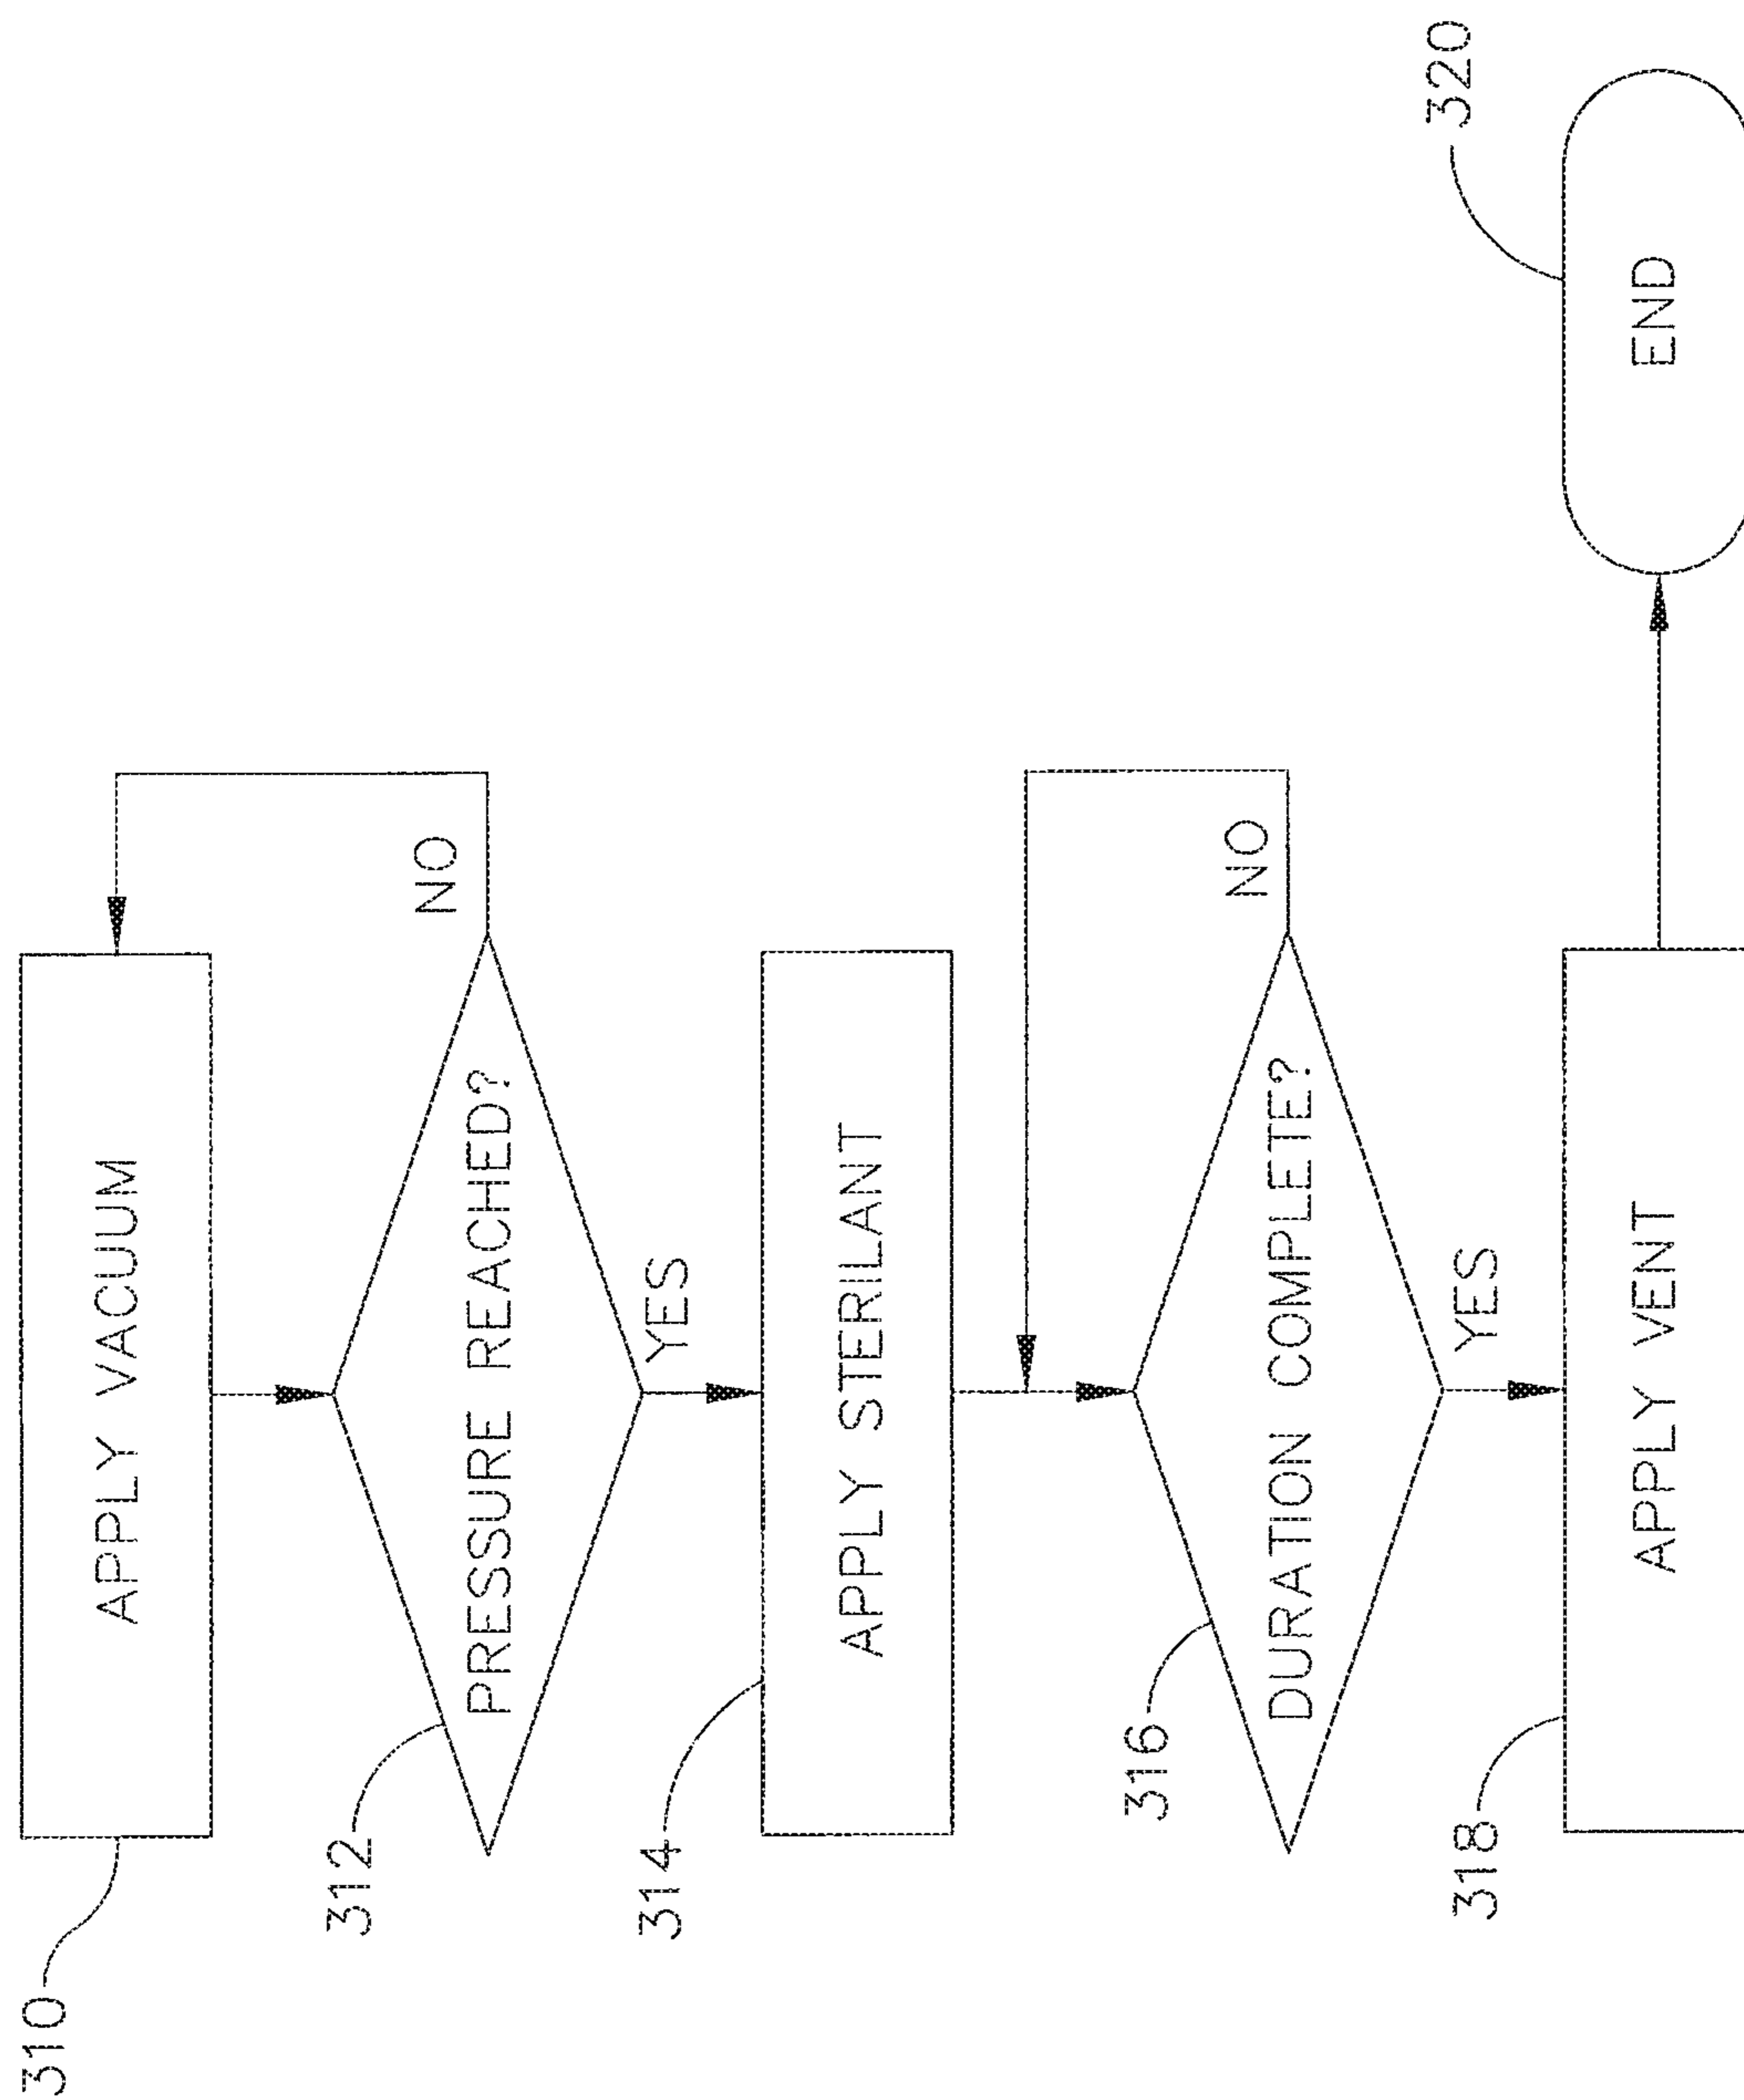 310
APPLY VACUUM
NO
312
PRESSURE REACHED?
YES
314
APPLY STERILANT
NO
316
DURATION COMPLETE?
YES
318
APPLY VENT
320
END